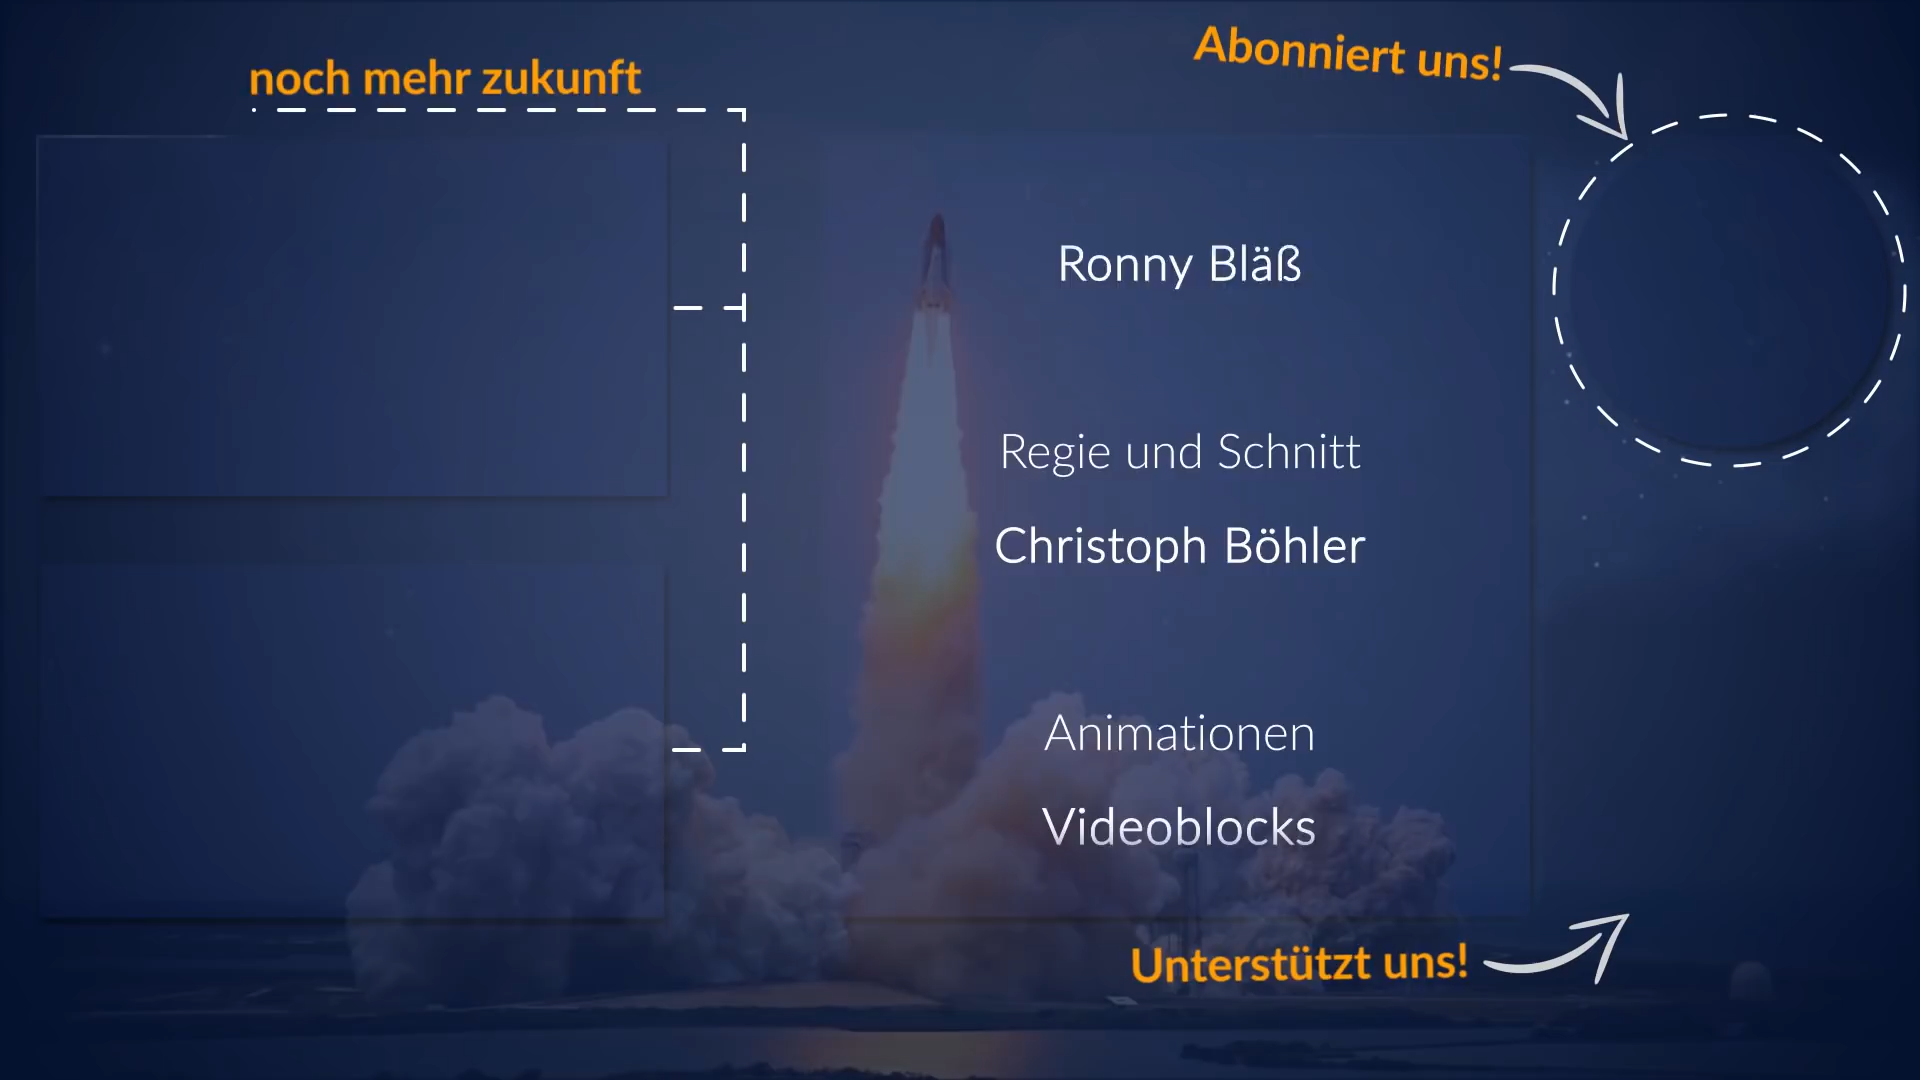 noch mehr zukunft
Abonniert uns!
Ronny Bläß
Regie und Schnitt
Christoph Böhler
Animationen
Videoblocks
Unterstützt uns!